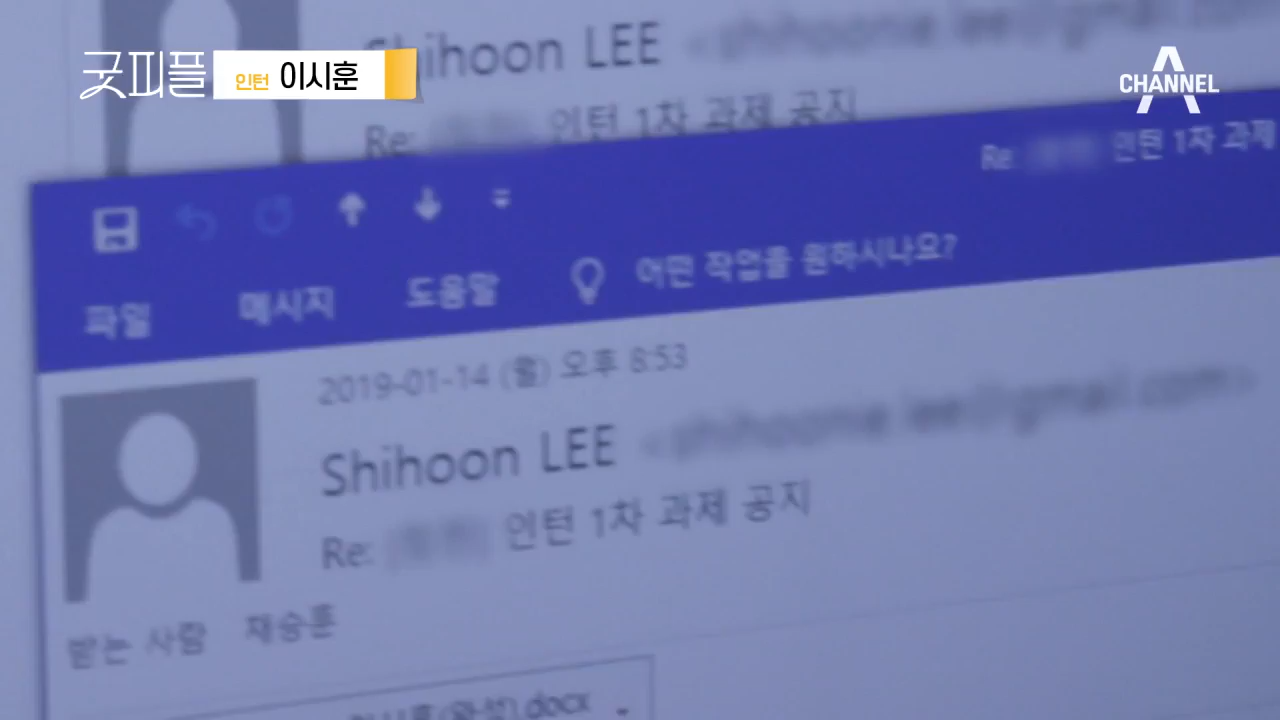 굿피플 인턴 이시훈
CHANNEL A
Shihoon LEE
Re: 인턴 1차 과제 공지
Re: 인턴 1차 과제
파일 메시지 도움말 어떤 작업을 원하시나요?
2019-01-14 (월) 오후 8:53
Shihoon LEE
Re: 인턴 1차 과제 공지
받는 사람 채승훈
.docx